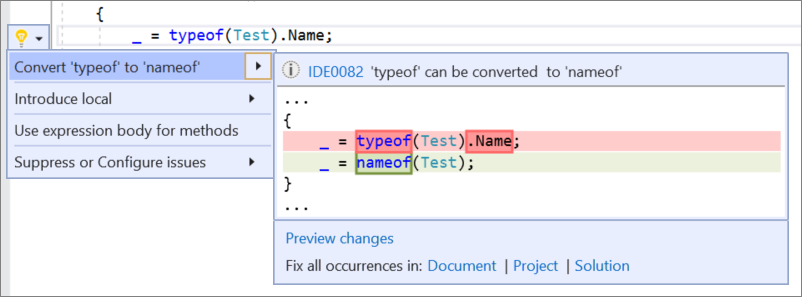 {
_ = typeof(Test).Name;
Convert 'typeof' to 'nameof'
Introduce local
Use expression body for methods
Suppress or Configure issues
IDE0082 'typeof' can be converted  to 'nameof'
...
{
_ = typeof(Test).Name;
_ = nameof(Test);
}
...
Preview changes
Fix all occurrences in: Document | Project | Solution